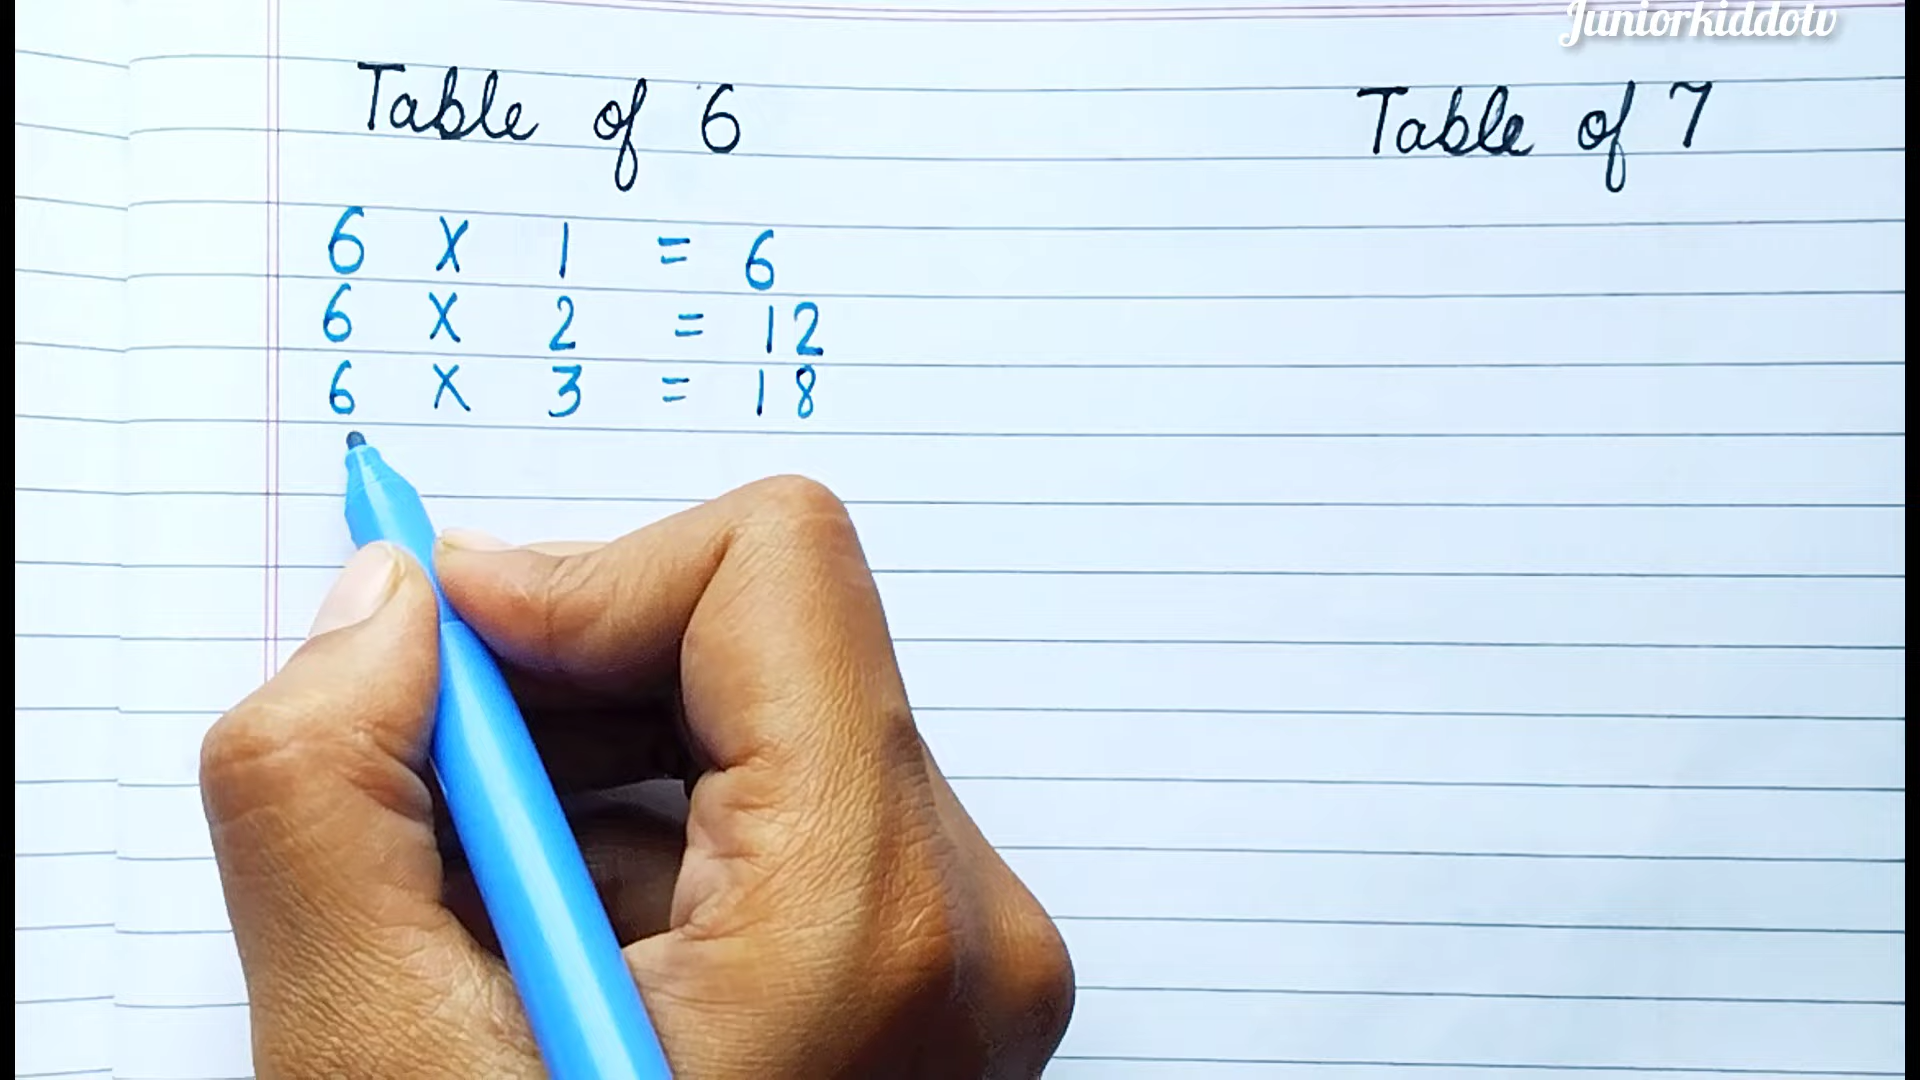 Juniorkiddotv
Table of 6
Table of 7
6 X 1 = 6
6 X 2 = 12
6 X 3 = 18